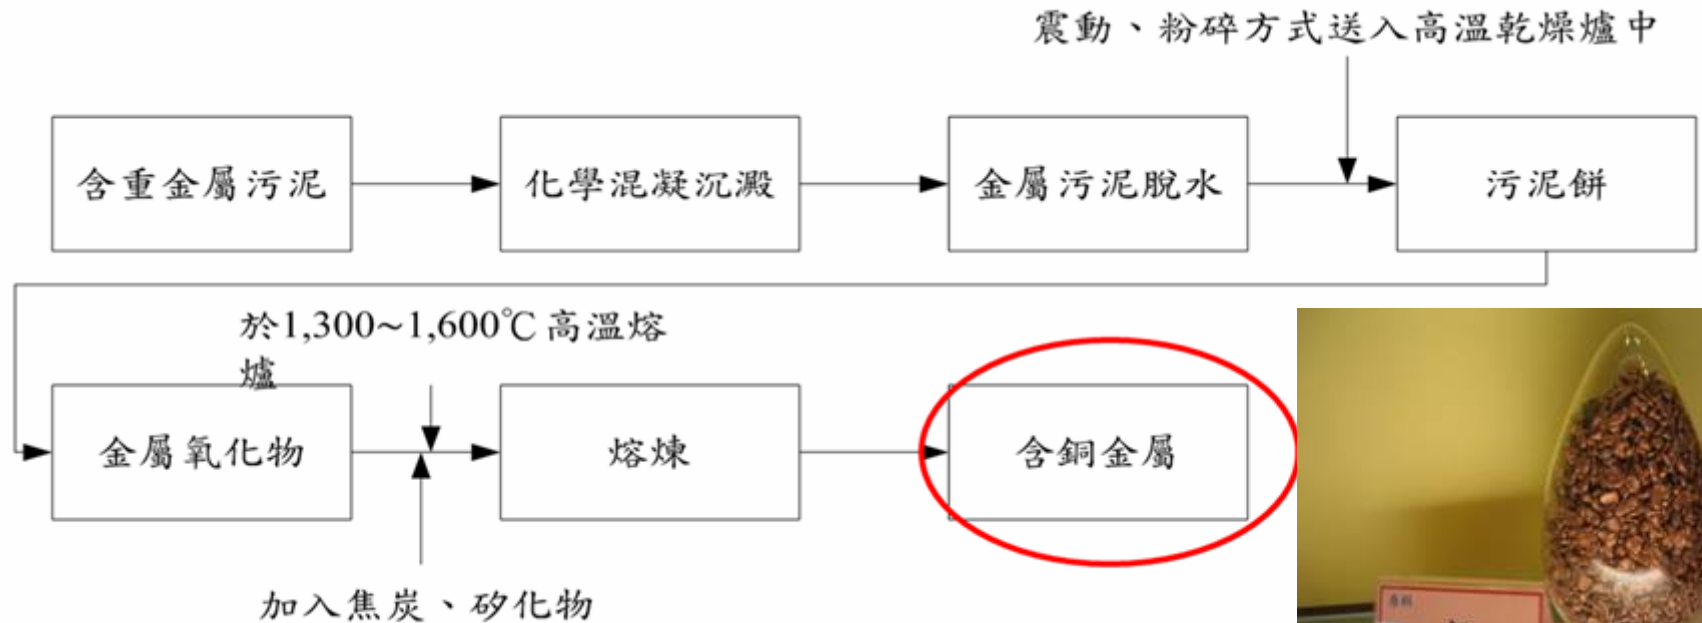 震動、粉碎方式送入高溫乾燥爐中
含重金屬污泥
化學混凝沉澱
金屬污泥脫水
污泥餅
於1,300~1,600℃高溫熔
爐
金屬氧化物
熔煉
含銅金屬
加入焦炭、矽化物